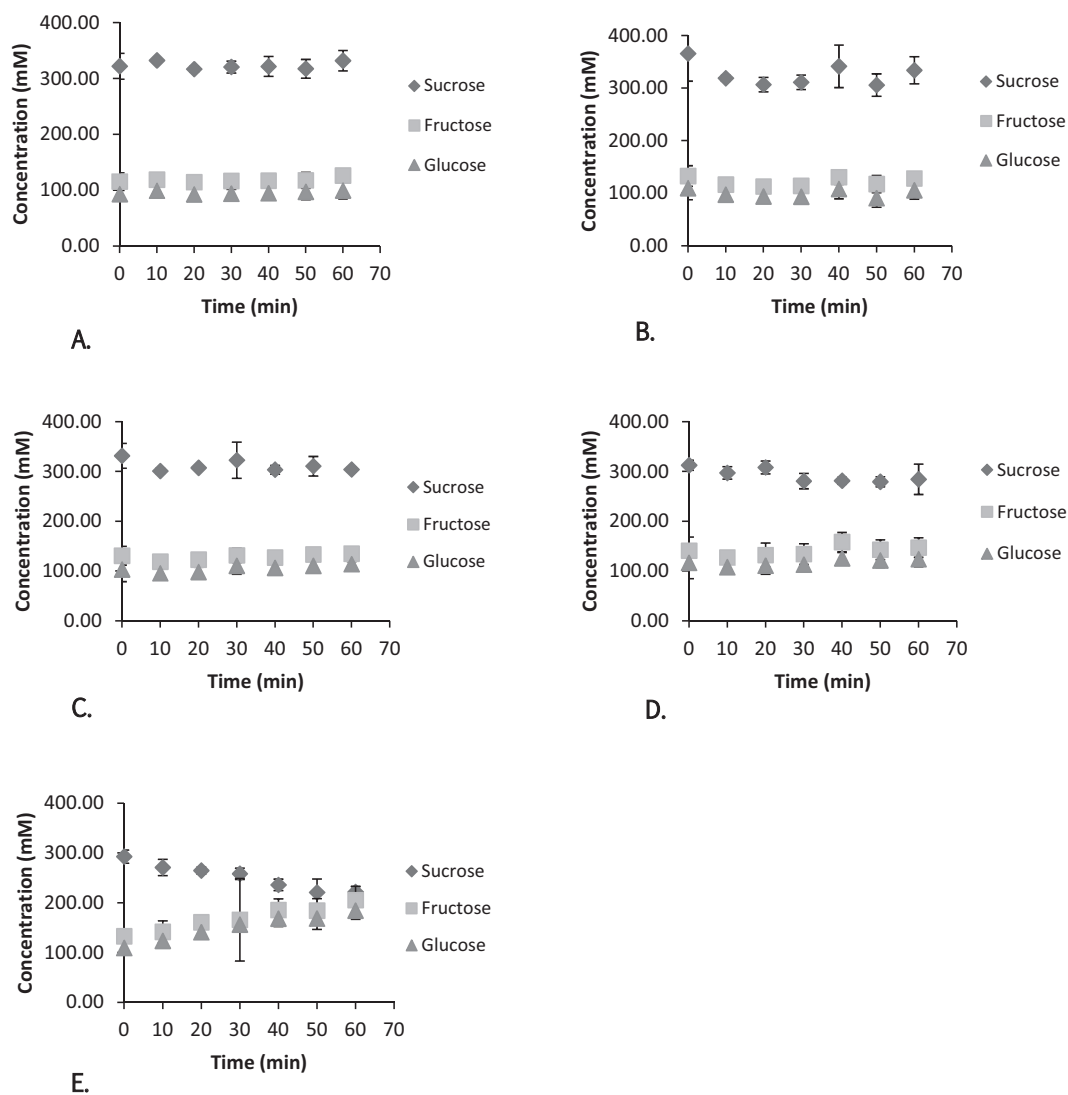 400.00
300.00
200.00
100.00
0.00
Concentration (mM)
0 10 20 30 40 50 60 70
Time (min)
Sucrose
Fructose
Glucose
A.
400.00
300.00
200.00
100.00
0.00
Concentration (mM)
0 10 20 30 40 50 60 70
Time (min)
Sucrose
Fructose
Glucose
B.
400.00
300.00
200.00
100.00
0.00
Concentration (mM)
0 10 20 30 40 50 60 70
Time (min)
Sucrose
Fructose
Glucose
C.
400.00
300.00
200.00
100.00
0.00
Concentration (mM)
0 10 20 30 40 50 60 70
Time (min)
Sucrose
Fructose
Glucose
D.
400.00
300.00
200.00
100.00
0.00
Concentration (mM)
0 10 20 30 40 50 60 70
Time (min)
Sucrose
Fructose
Glucose
E.